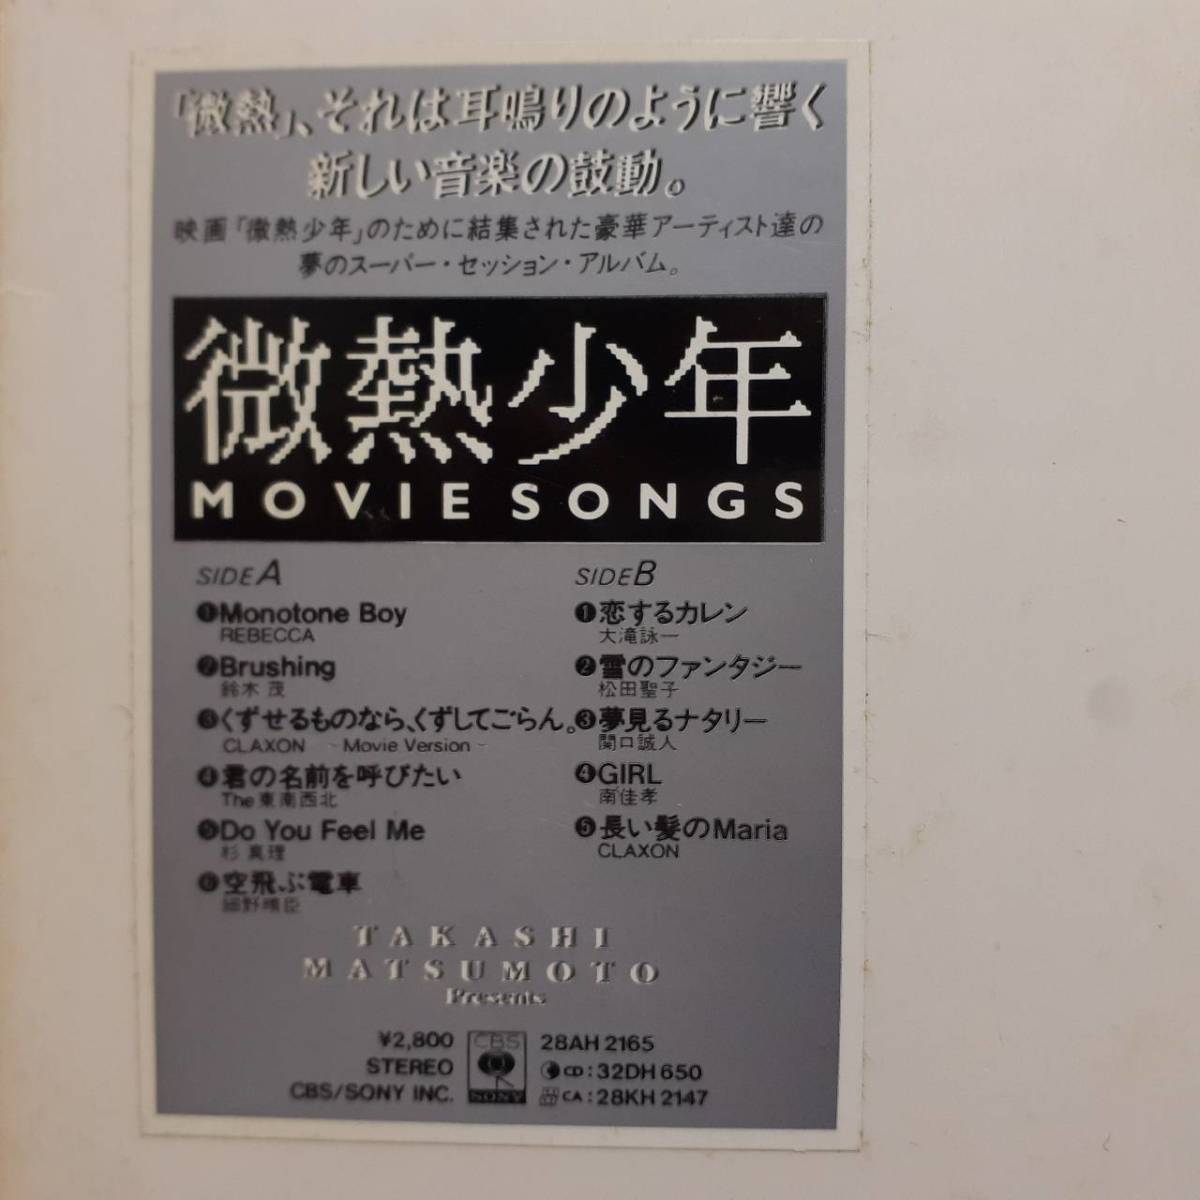 「微熱」、それは耳鳴りのように響く
新しい音楽の鼓動。
映画「微熱少年」のために結集された豪華アーティスト達の
夢のスーパー・セッション・アルバム。
微熱少年
MOVIE SONGS
SIDE A
❶Monotone Boy
REBECCA
❷Brushing
鈴木 茂
❸くずせるものなら、くずしてごらん。
CLAXON -Movie Version-
❹君の名前を呼びたい
The東南西北
❺Do You Feel Me
杉 真理
❻空飛ぶ電車
細野晴臣
SIDE B
❶恋するカレン
大滝詠一
❷雪のファンタジー
松田聖子
❸夢見るナタリー
関口誠人
❹GIRL
南佳孝
❺長い髪のMaria
CLAXON
TAKASHI
MATSUMOTO
Presents
¥2,800
STEREO
CBS/SONY INC.
CBS
SONY
28AH 2165
CD:32DH 650
CA:28KH 2147